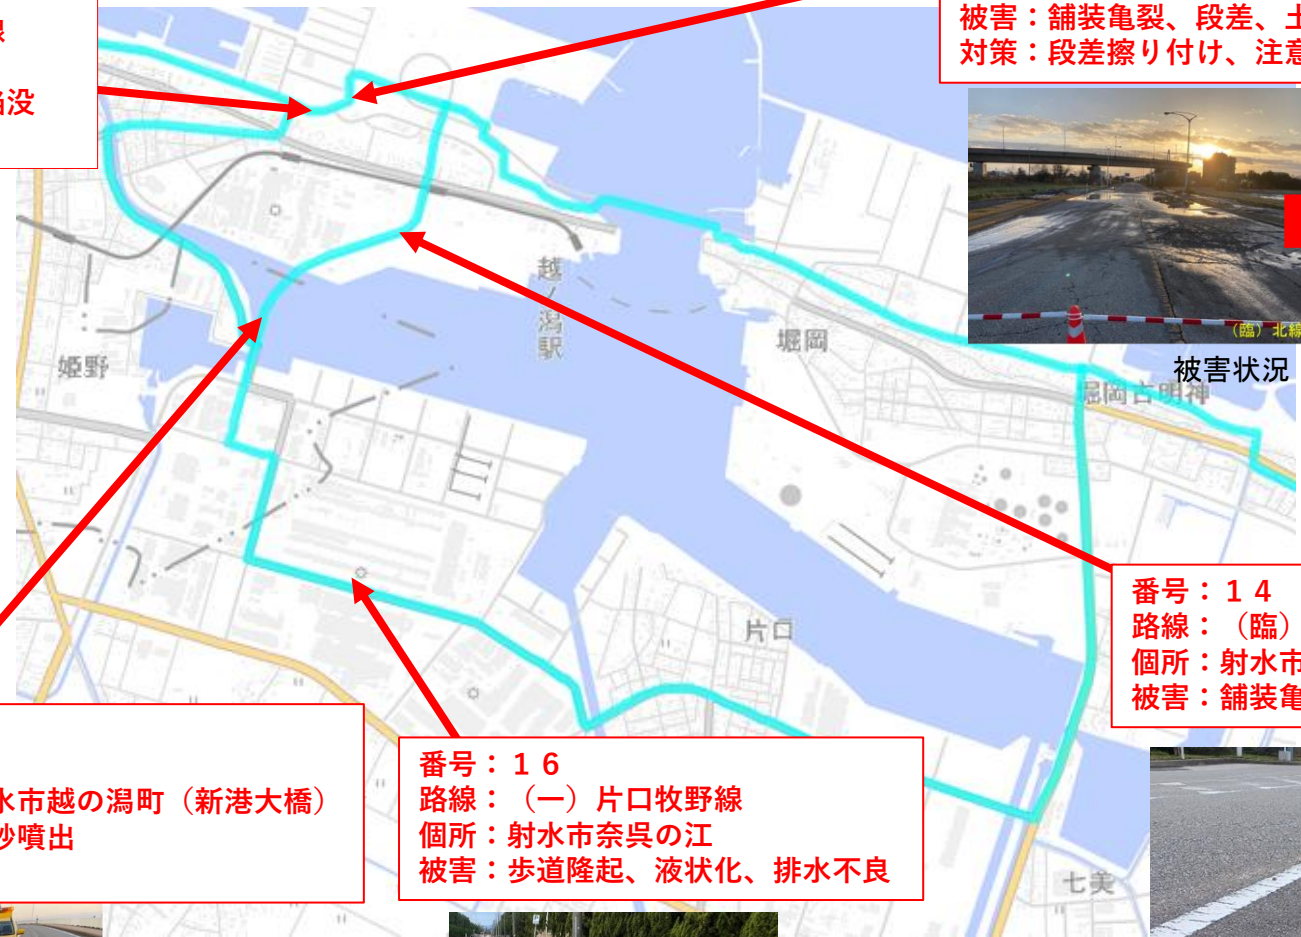 線
没
被害：舗装亀裂、段差、土
対策：段差擦り付け、注意
（臨）北線
被害状況
越ノ潟駅
姫野
堀岡
堀岡古明神
片口
七美
番号：１４
路線：（臨）
個所：射水市
被害：舗装亀
水市越の潟町（新港大橋）
砂噴出
番号：１６
路線：（一）片口牧野線
個所：射水市奈呉の江
被害：歩道隆起、液状化、排水不良